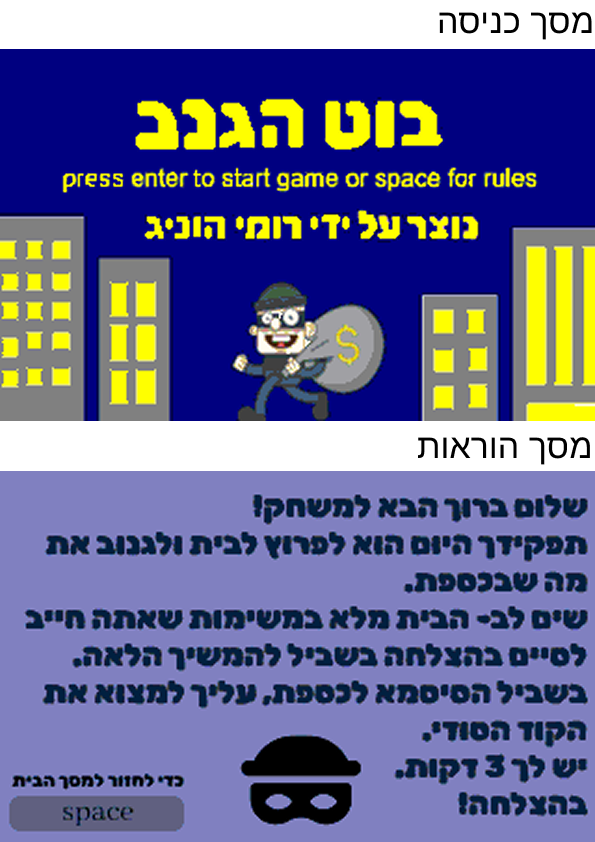 מסך כניסה
בוט הגנב
press enter to start game or space for rules
נוצר על ידי רומי הוניג
$
מסך הוראות
שלום ברוך הבא למשחק!
תפקידך היום הוא לפרוץ לבית ולגנוב את
מה שבכספת.
שים לב- הבית מלא במשימות שאתה חייב
לסיים בהצלחה בשביל להמשיך הלאה.
בשביל הסיסמא לכספת, עליך למצוא את
הקוד הסודי.
יש לך 3 דקות.
בהצלחה!
כדי לחזור למסך הבית
space